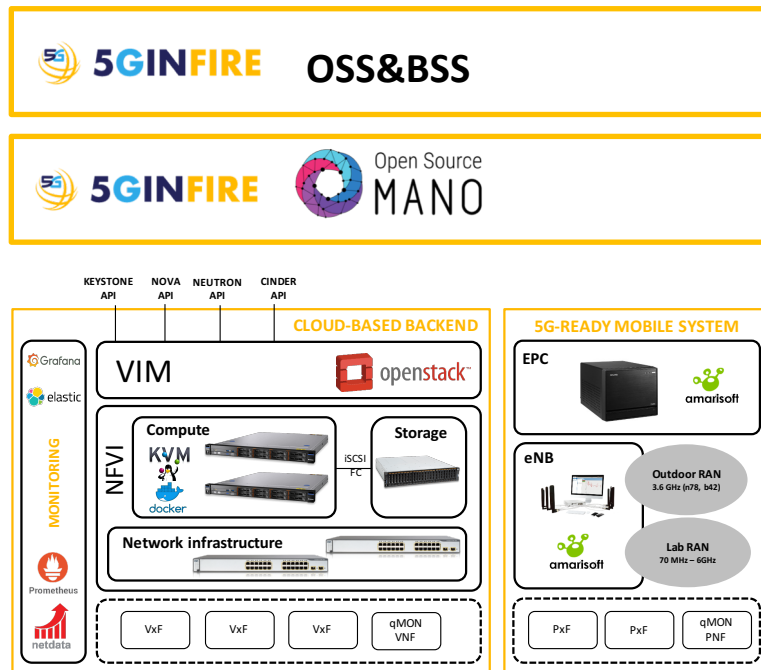 5G 5GINFIRE OSS&BSS
5G 5GINFIRE
Open Source
MANO
KEYSTONE
API
NOVA
API
NEUTRON
API
CINDER
API
CLOUD-BASED BACKEND
Grafana
elastic
MONITORING
Prometheus
netdata
VIM
openstack™
NFVI
Compute
KVM
docker
iSCSI
FC
Storage
Network infrastructure
VxF
VxF
VxF
qMON
VNF
5G-READY MOBILE SYSTEM
EPC
amarisoft
eNB
amarisoft
Outdoor RAN
3.6 GHz (n78, b42)
Lab RAN
70 MHz – 6GHz
PxF
PxF
qMON
PNF